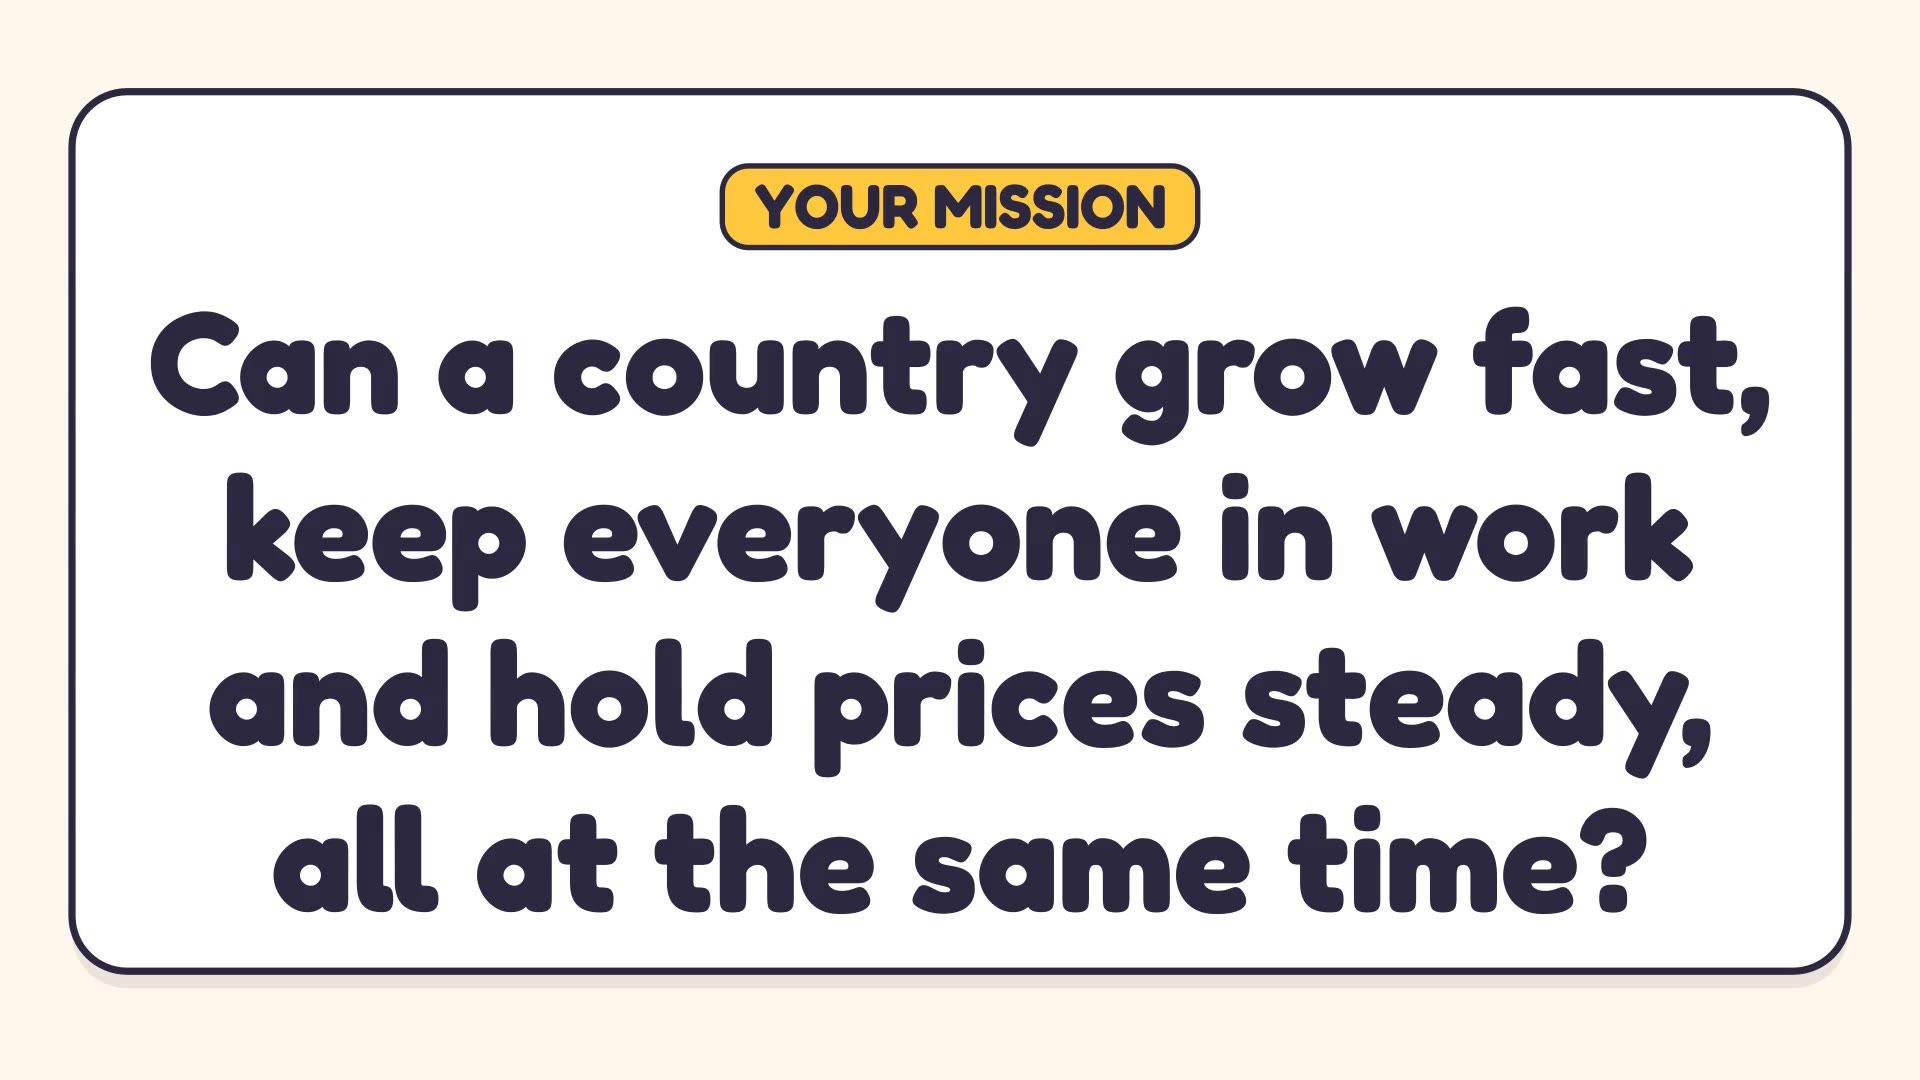 YOUR MISSION
Can a country grow fast,
keep everyone in work
and hold prices steady,
all at the same time?